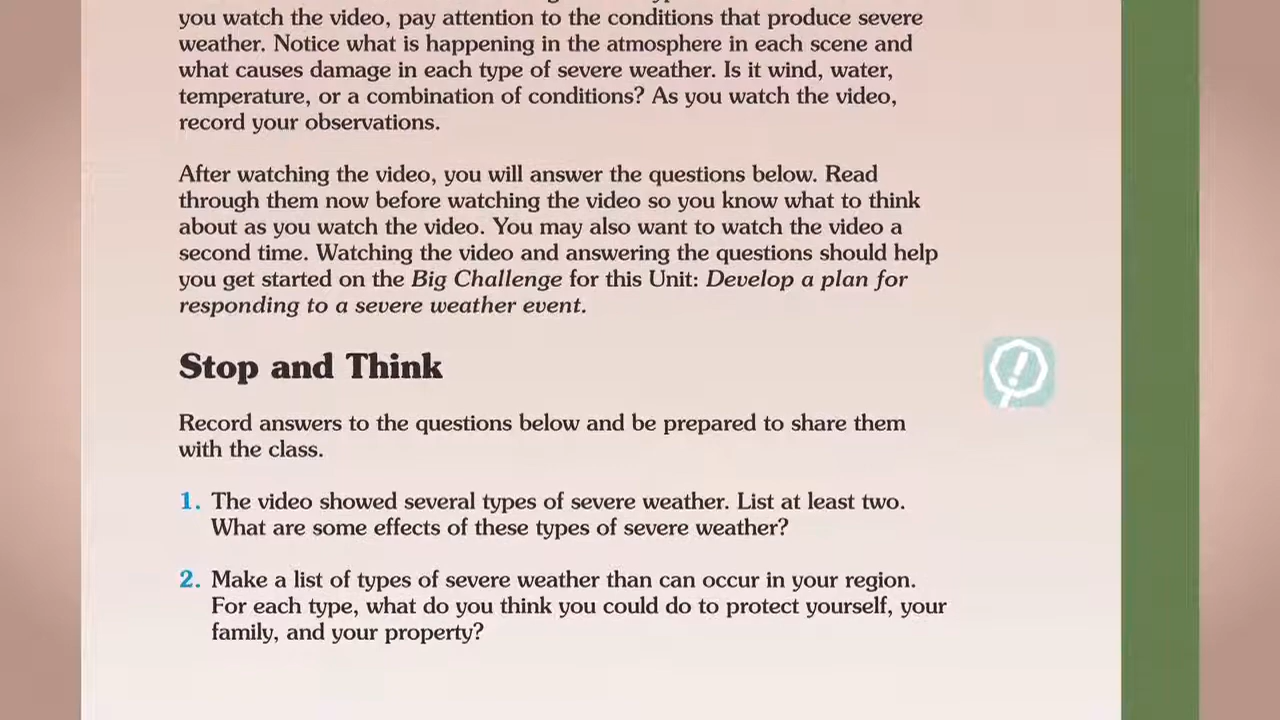 you watch the video, pay attention to the conditions that produce severe
weather. Notice what is happening in the atmosphere in each scene and
what causes damage in each type of severe weather. Is it wind, water,
temperature, or a combination of conditions? As you watch the video,
record your observations.
After watching the video, you will answer the questions below. Read
through them now before watching the video so you know what to think
about as you watch the video. You may also want to watch the video a
second time. Watching the video and answering the questions should help
you get started on the Big Challenge for this Unit: Develop a plan for
responding to a severe weather event.
Stop and Think
Record answers to the questions below and be prepared to share them
with the class.
1. The video showed several types of severe weather. List at least two.
What are some effects of these types of severe weather?
2. Make a list of types of severe weather than can occur in your region.
For each type, what do you think you could do to protect yourself, your
family, and your property?